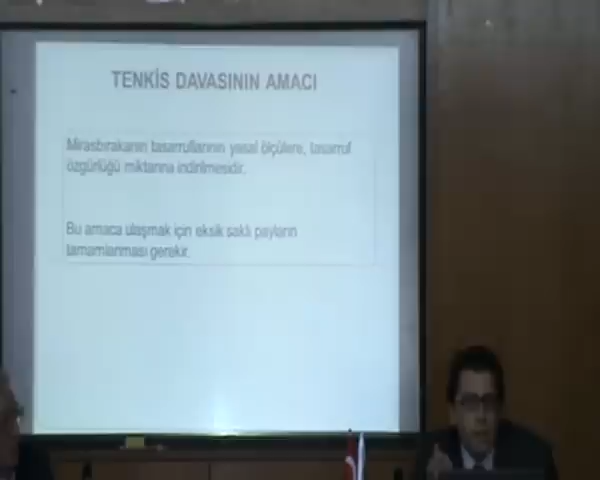 TENKİS DAVASININ AMACI
Mirasbırakanın tasarruflarının yasal ölçülere, tasarruf
özgürlüğü miktarına indirilmesidir.
Bu amaca ulaşmak için eksik saklı payların
tamamlanması gerekir.